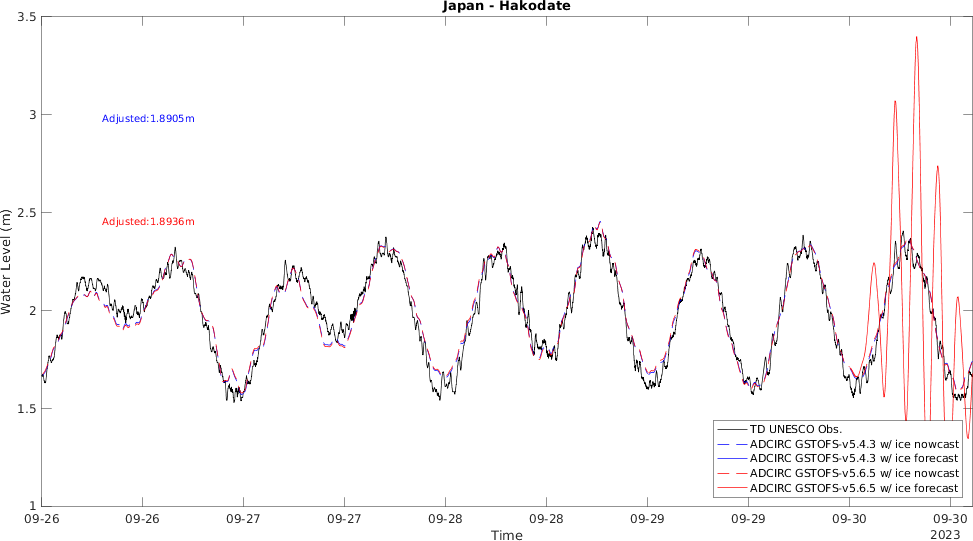 Japan - Hakodate
3.5
3
2.5
2
1.5
1
Water Level (m)
Adjusted:1.8905m
Adjusted:1.8936m
TD UNESCO Obs.
ADCIRC GSTOFS-v5.4.3 w/ ice nowcast
ADCIRC GSTOFS-v5.4.3 w/ ice forecast
ADCIRC GSTOFS-v5.6.5 w/ ice nowcast
ADCIRC GSTOFS-v5.6.5 w/ ice forecast
09-26 09-26 09-27 09-27 09-28 09-28 09-29 09-29 09-30 09-30
2023
Time